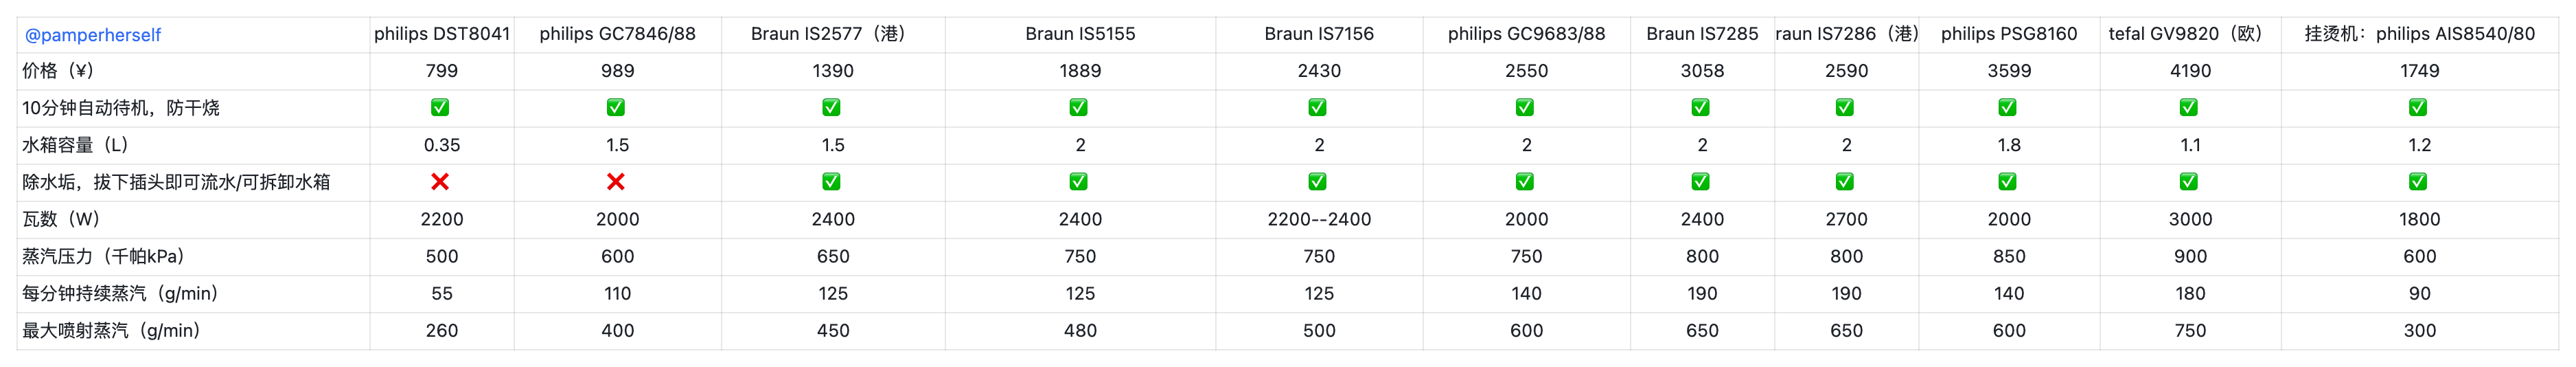 @pamperherself philips DST8041 philips GC7846/88 Braun IS2577（港） Braun IS5155 Braun IS7156 philips GC9683/88 Braun IS7285 raun IS7286（港） philips PSG8160 tefal GV9820（欧） 挂烫机：philips AIS8540/80
价格（¥） 799 989 1390 1889 2430 2550 3058 2590 3599 4190 1749
10分钟自动待机，防干烧 ✅ ✅ ✅ ✅ ✅ ✅ ✅ ✅ ✅ ✅ ✅
水箱容量（L） 0.35 1.5 1.5 2 2 2 2 2 1.8 1.1 1.2
除水垢，拔下插头即可流水/可拆卸水箱 ❌ ❌ ✅ ✅ ✅ ✅ ✅ ✅ ✅ ✅ ✅
瓦数（W） 2200 2000 2400 2400 2200--2400 2000 2400 2700 2000 3000 1800
蒸汽压力（千帕kPa） 500 600 650 750 750 750 800 800 850 900 600
每分钟持续蒸汽（g/min） 55 110 125 125 125 140 190 190 140 180 90
最大喷射蒸汽（g/min） 260 400 450 480 500 600 650 650 600 750 300